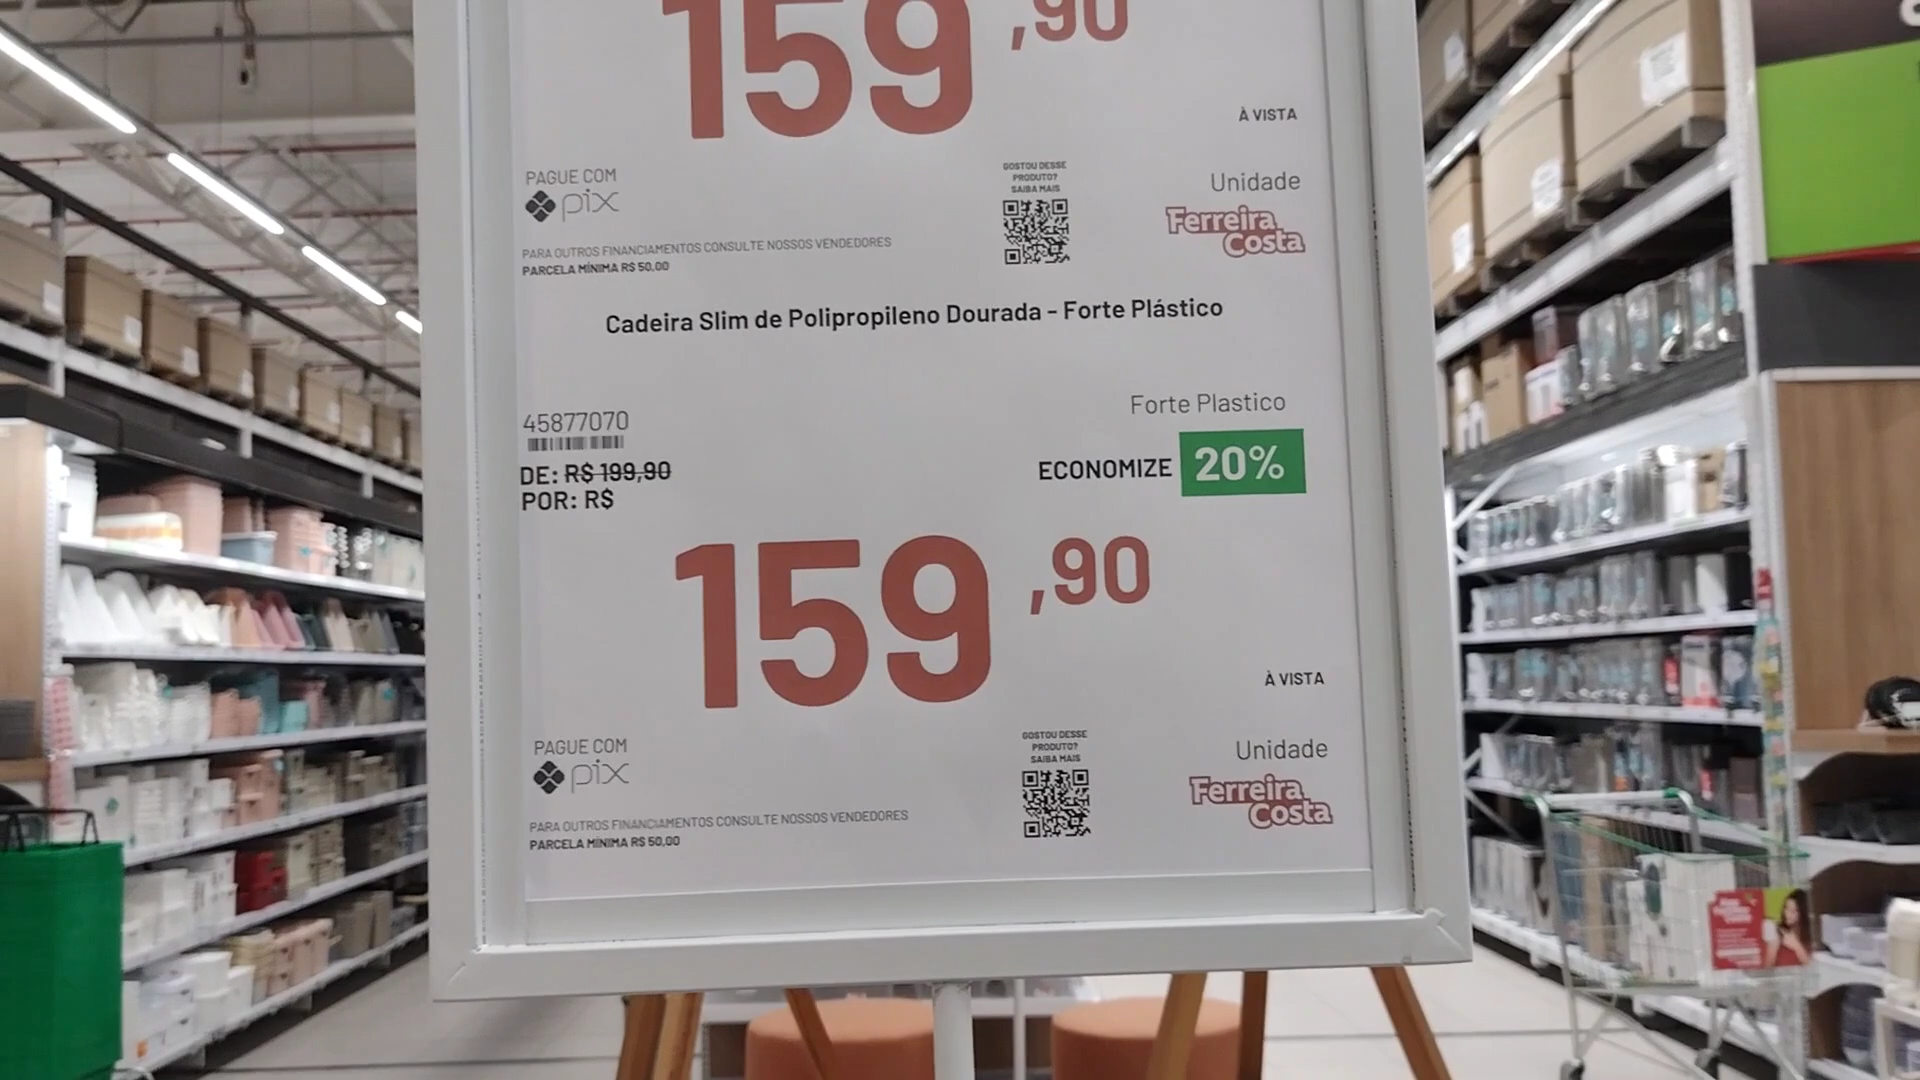 159,90
À VISTA
PAGUE COM
pix
GOSTOU DESSE
PRODUTO?
SAIBA MAIS
Unidade
Ferreira
Costa
PARA OUTROS FINANCIAMENTOS CONSULTE NOSSOS VENDEDORES
PARCELA MÍNIMA R$ 50,00
Cadeira Slim de Polipropileno Dourada - Forte Plástico
45877070
Forte Plastico
DE: R$ 199,90
POR: R$
ECONOMIZE 20%
159,90
À VISTA
PAGUE COM
pix
GOSTOU DESSE
PRODUTO?
SAIBA MAIS
Unidade
Ferreira
Costa
PARA OUTROS FINANCIAMENTOS CONSULTE NOSSOS VENDEDORES
PARCELA MÍNIMA R$ 50,00